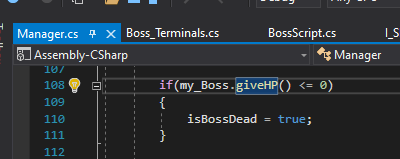 Manager.cs Boss_Terminals.cs BossScript.cs
Assembly-CSharp Manager
107
108 if(my_Boss.giveHP() <= 0)
109 {
110 isBossDead = true;
111 }
112